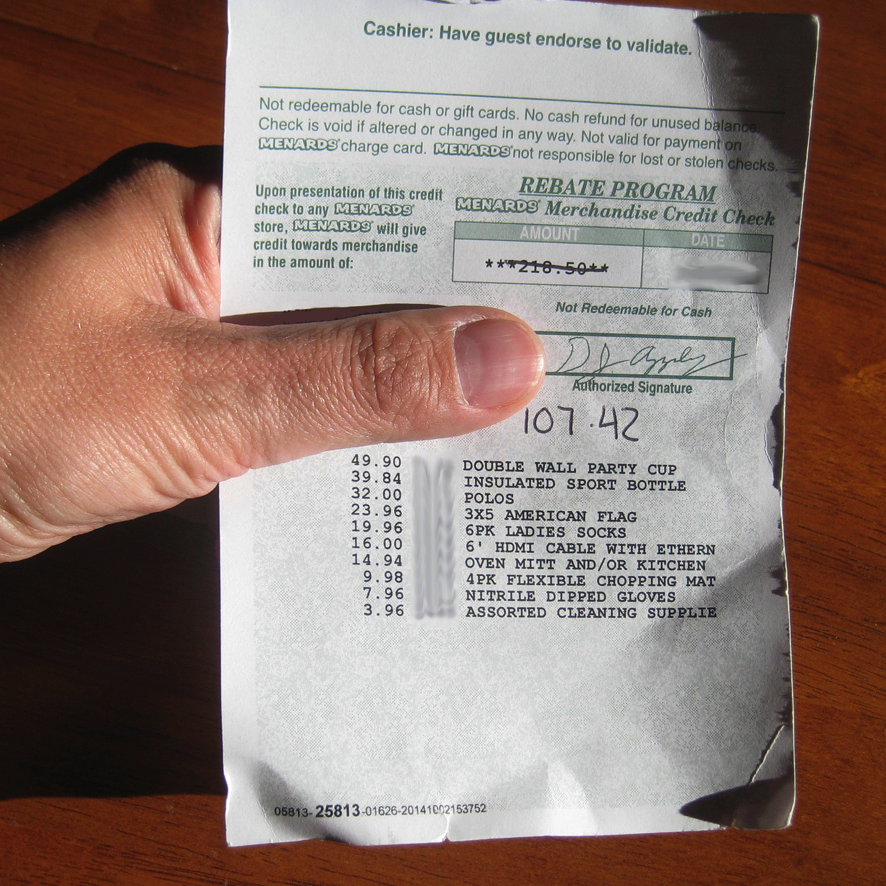 Cashier: Have guest endorse to validate.
Not redeemable for cash or gift cards. No cash refund for unused balance.
Check is void if altered or changed in any way. Not valid for payment on
MENARDS® charge card. MENARDS® not responsible for lost or stolen checks.
Upon presentation of this credit
check to any MENARDS®
store, MENARDS® will give
credit towards merchandise
in the amount of:
REBATE PROGRAM
MENARDS® Merchandise Credit Check
AMOUNT DATE
***218.50**
Not Redeemable for Cash
Authorized Signature
107.42
49.90 DOUBLE WALL PARTY CUP
39.84 INSULATED SPORT BOTTLE
32.00 POLOS
23.96 3X5 AMERICAN FLAG
19.96 6PK LADIES SOCKS
16.00 6' HDMI CABLE WITH ETHERN
14.94 OVEN MITT AND/OR KITCHEN
9.98 4PK FLEXIBLE CHOPPING MAT
7.96 NITRILE DIPPED GLOVES
3.96 ASSORTED CLEANING SUPPLIE
05813-25813-01626-20141002153752